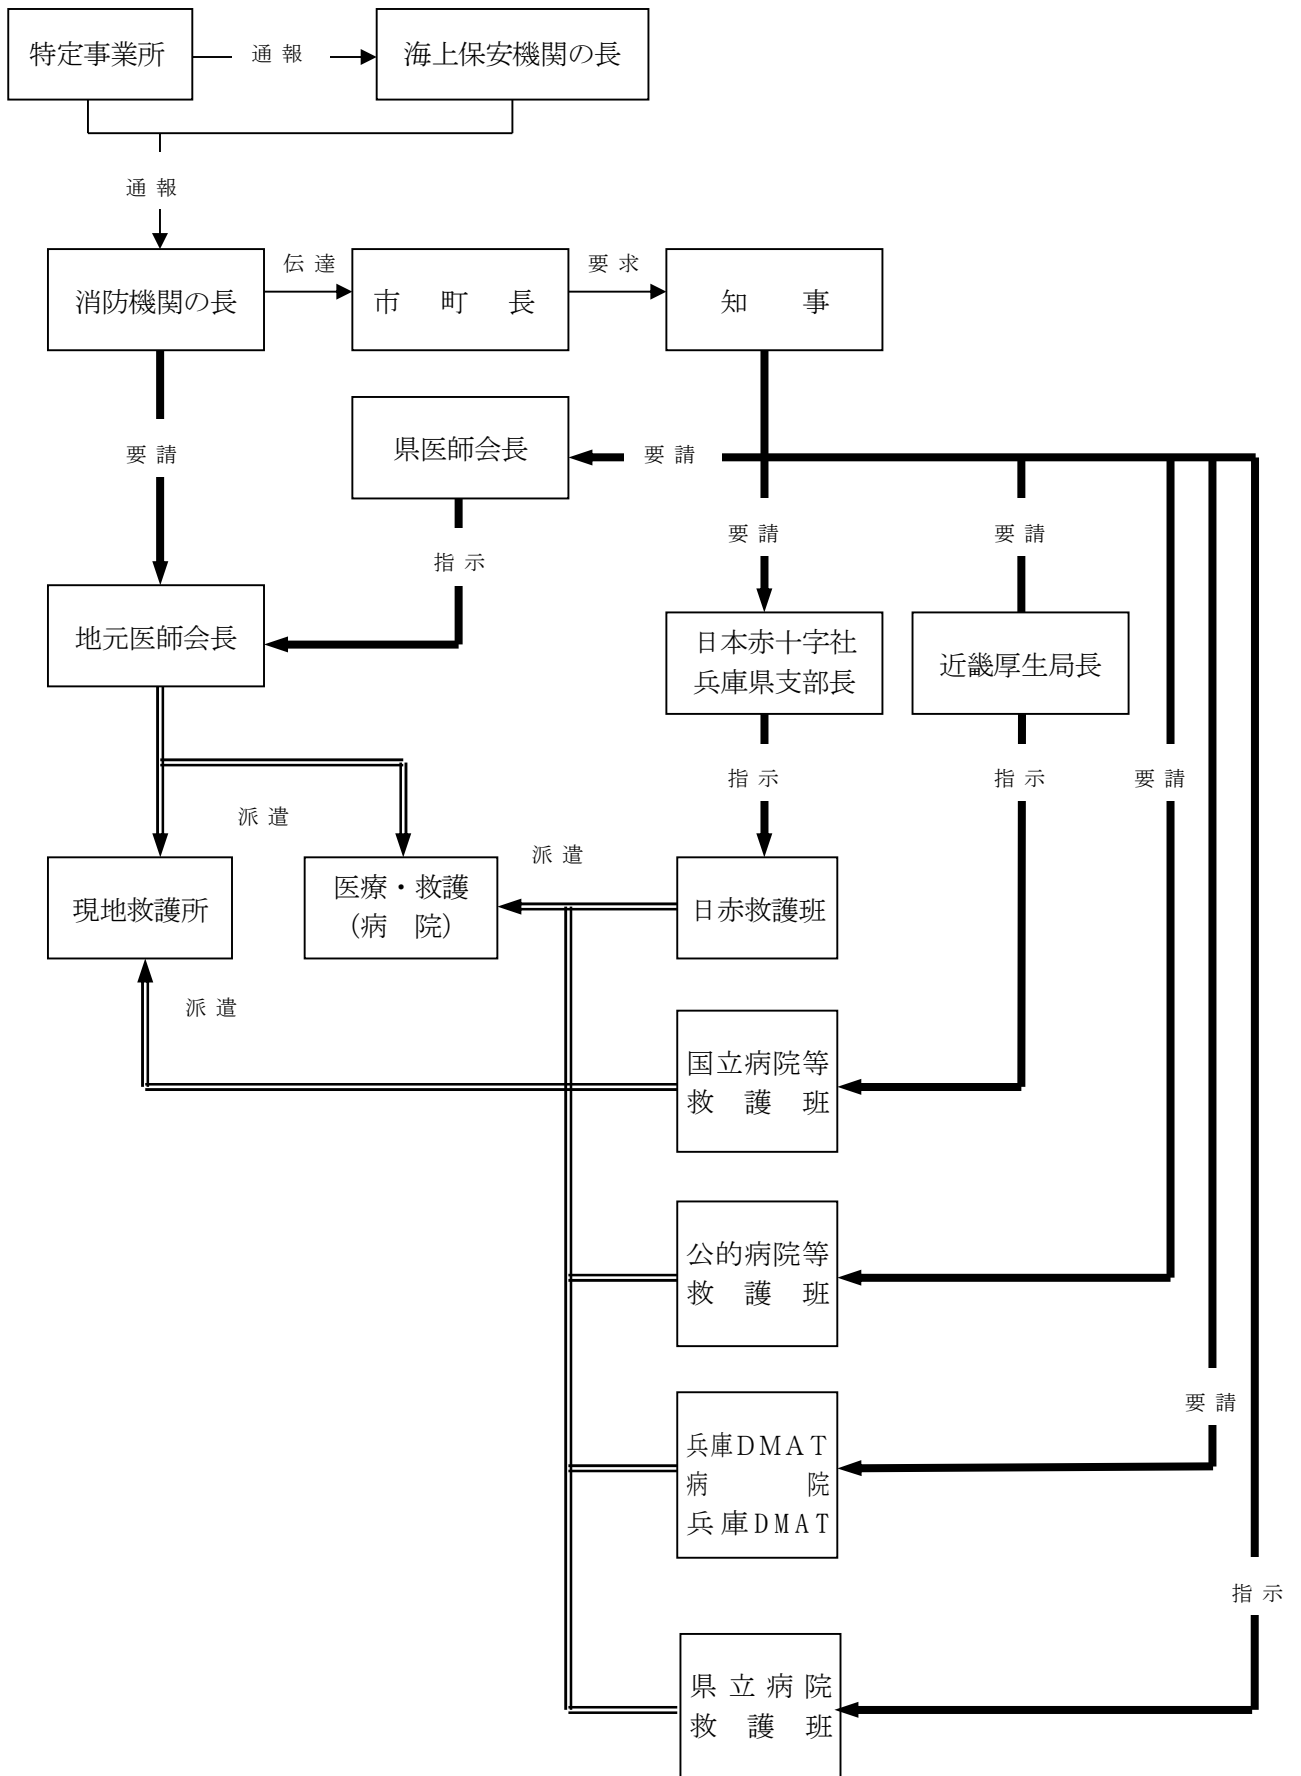 特定事業所
通報
海上保安機関の長
通報
消防機関の長
伝達
市　町　長
要求
知　　事
要請
県医師会長
要請
指示
要請
要請
地元医師会長
日本赤十字社
兵庫県支部長
近畿厚生局長
指示
指示
要請
派遣
派遣
現地救護所
医療・救護
（病　院）
日赤救護班
派遣
国立病院等
救　護　班
公的病院等
救　護　班
要請
兵庫ＤＭＡＴ
病　　　院
兵庫DMAT
指示
県立病院
救　護　班